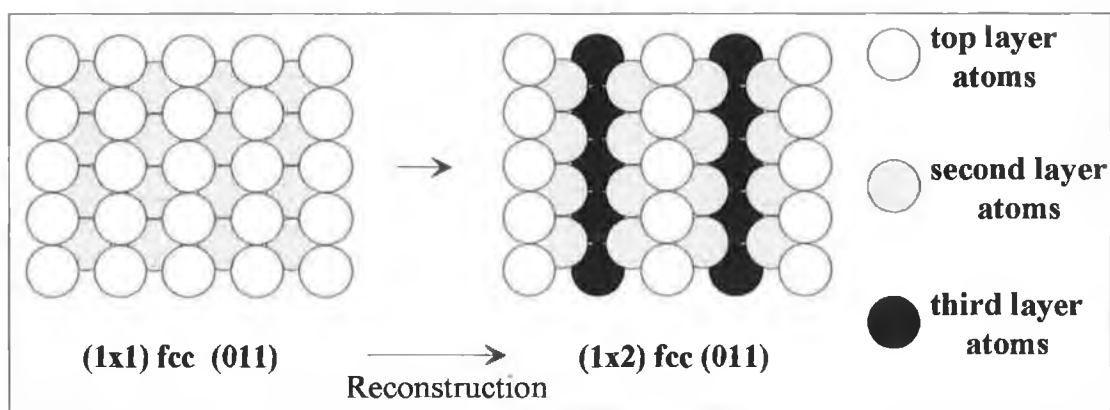 top layer
atoms
second layer
atoms
third layer
atoms
(1x1) fcc (011)
Reconstruction
(1x2) fcc (011)